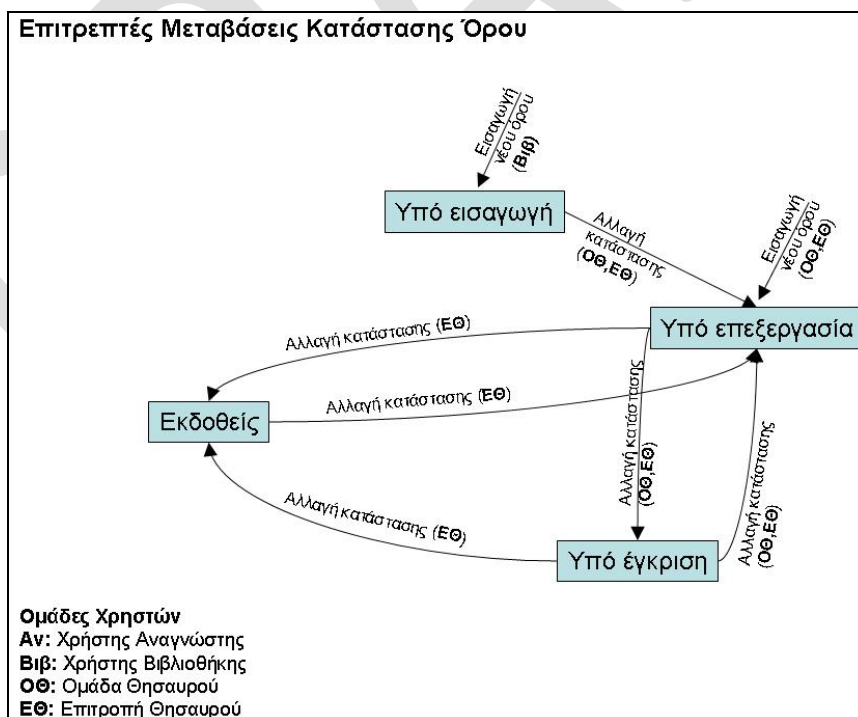 Επιτρεπτές Μεταβάσεις Κατάστασης Όρου
Εισαγωγή
νέου όρου
(Βιβ)
Υπό εισαγωγή
Αλλαγή
κατάστασης
(ΟΘ,ΕΘ)
Εισαγωγή
νέου όρου
(ΟΘ,ΕΘ)
Υπό επεξεργασία
Αλλαγή κατάστασης (ΕΘ)
Αλλαγή κατάστασης (ΕΘ)
Εκδοθείς
Αλλαγή κατάστασης
(ΟΘ,ΕΘ)
Αλλαγή κατάστασης
(ΟΘ,ΕΘ)
Αλλαγή κατάστασης (ΕΘ)
Υπό έγκριση
Ομάδες Χρηστών
Αν: Χρήστης Αναγνώστης
Βιβ: Χρήστης Βιβλιοθήκης
ΟΘ: Ομάδα Θησαυρού
ΕΘ: Επιτροπή Θησαυρού